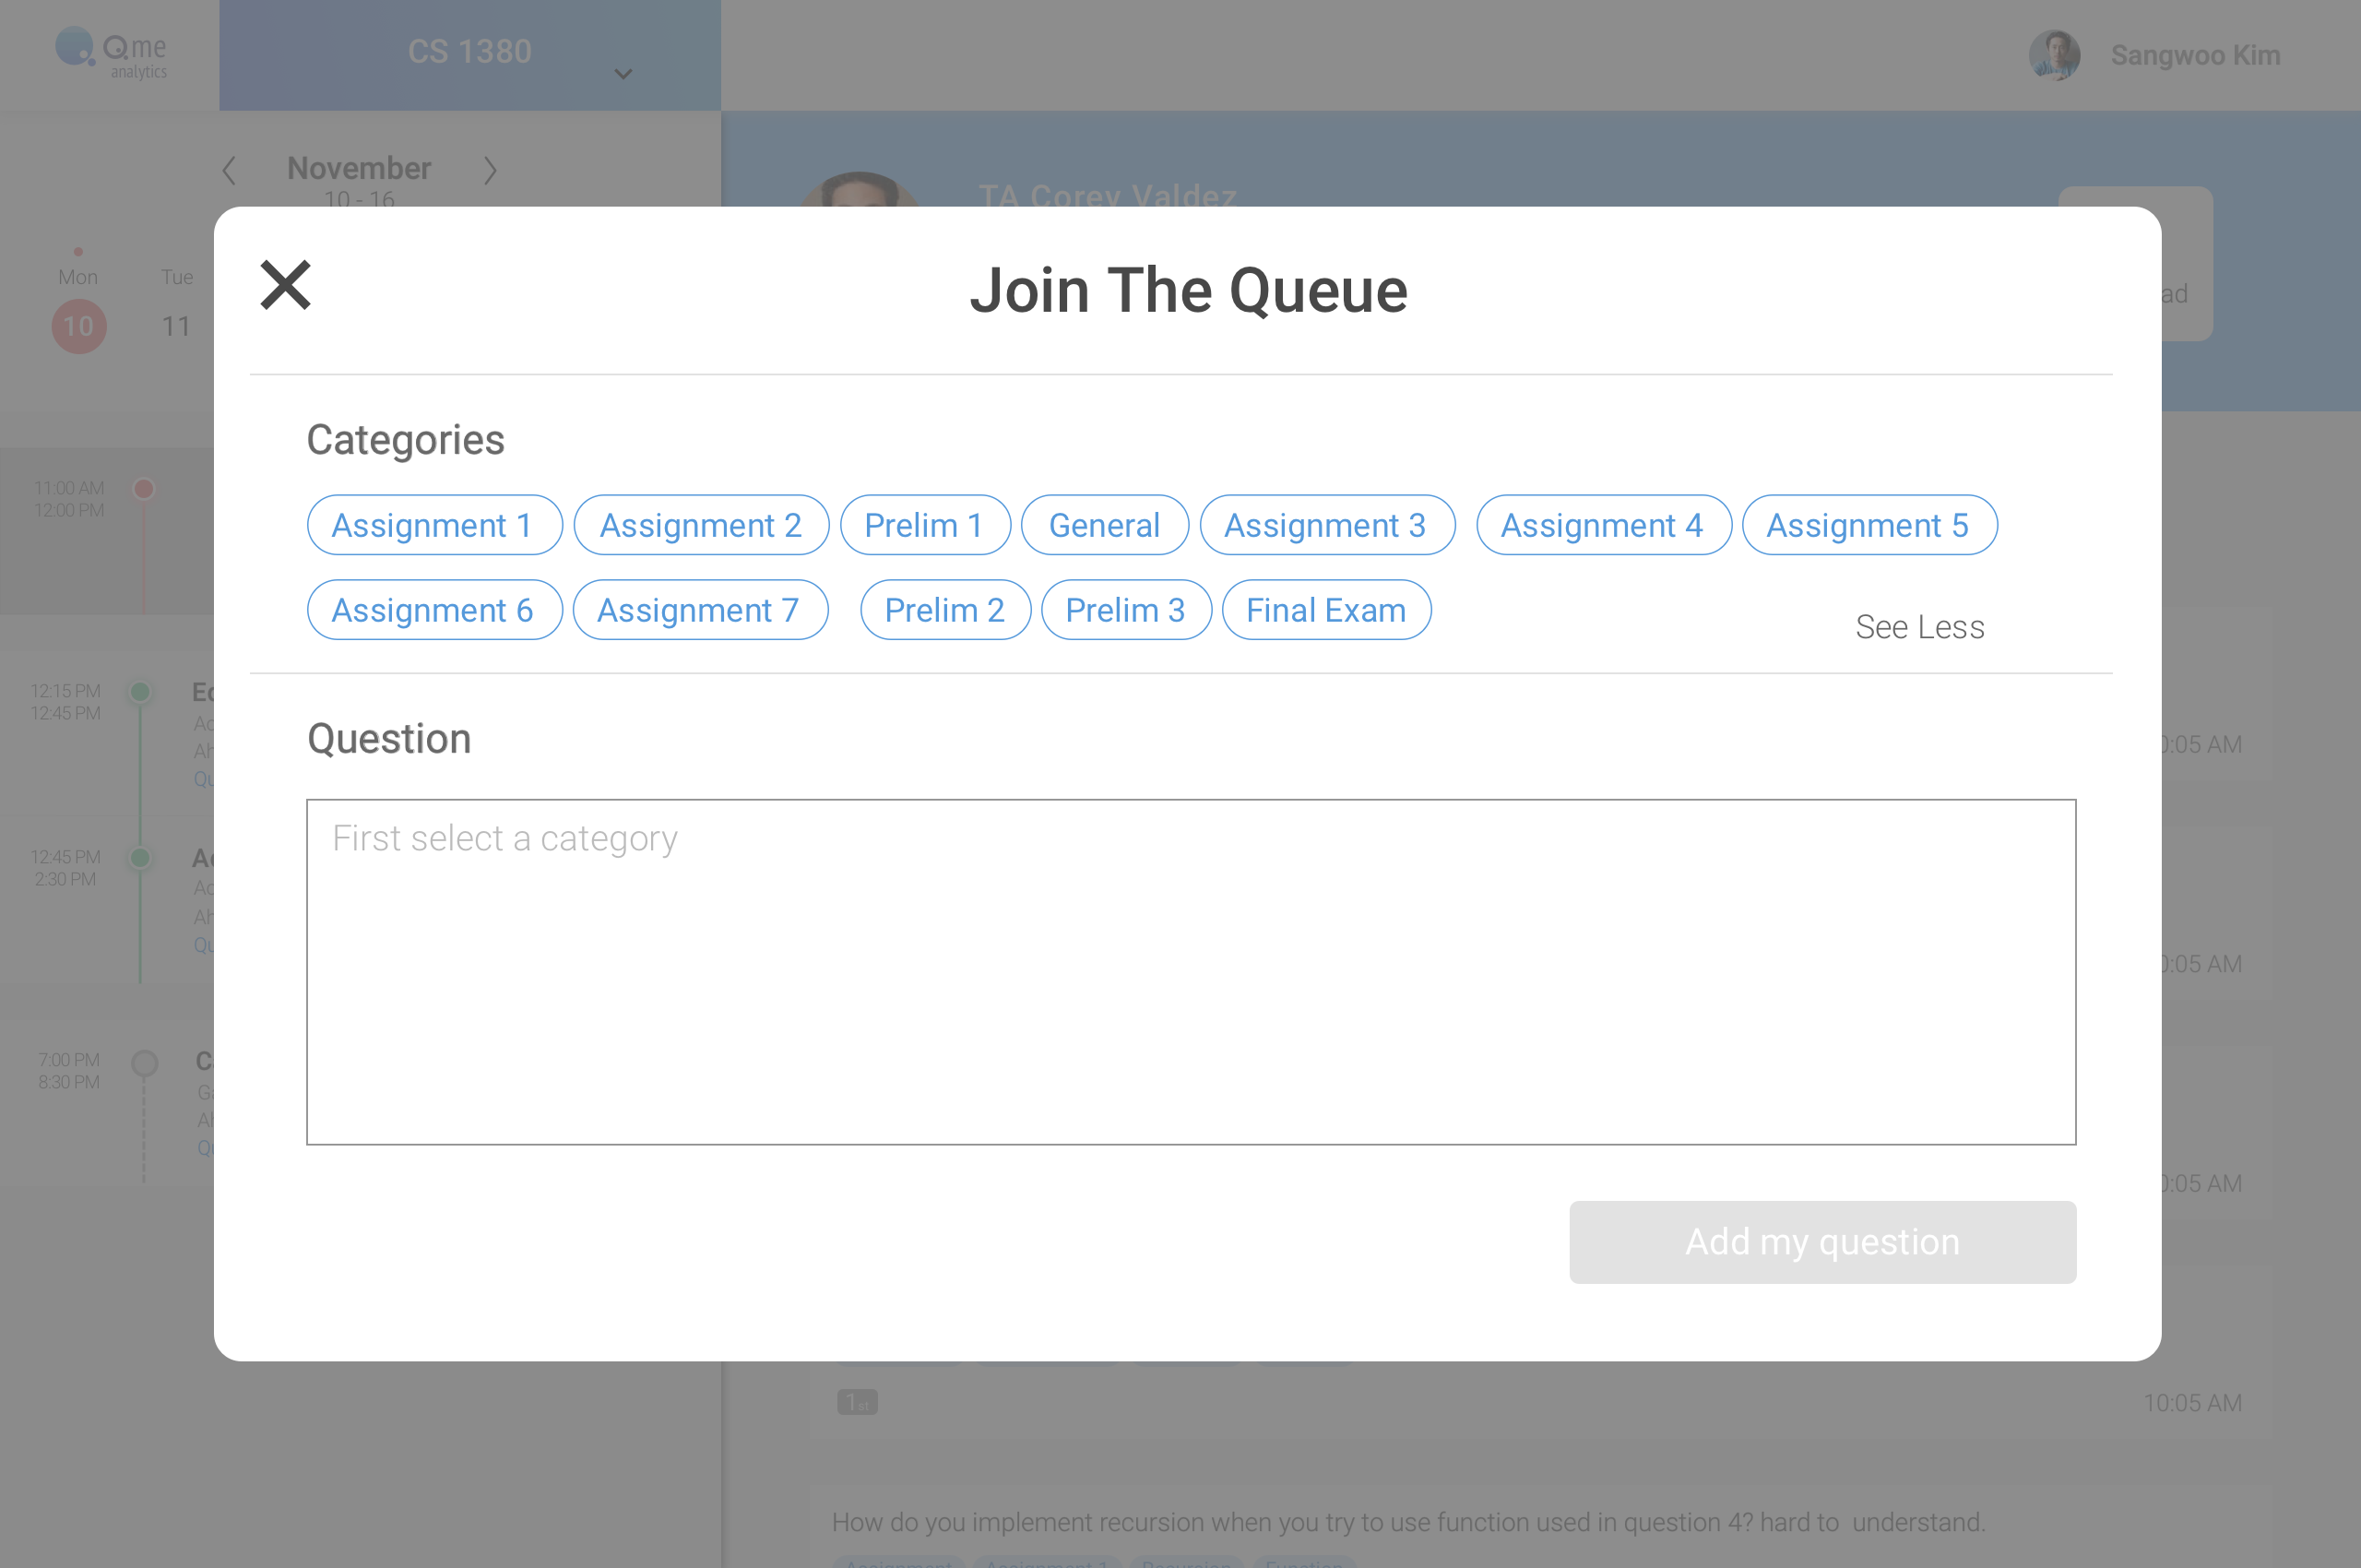 Qme
analytics
CS 1380
Sangwoo Kim
November
10 - 16
TA Corey Valdez
Mon
Tue
10
11
Join The Queue
Categories
Assignment 1
Assignment 2
Prelim 1
General
Assignment 3
Assignment 4
Assignment 5
Assignment 6
Assignment 7
Prelim 2
Prelim 3
Final Exam
See Less
Question
First select a category
Add my question
11:00 AM
12:00 PM
12:15 PM
12:45 PM
12:45 PM
2:30 PM
7:00 PM
8:30 PM
:05 AM
:05 AM
:05 AM
1st
10:05 AM
How do you implement recursion when you try to use function used in question 4? hard to understand.
Assignment
Assignment 1
Recursion
Function